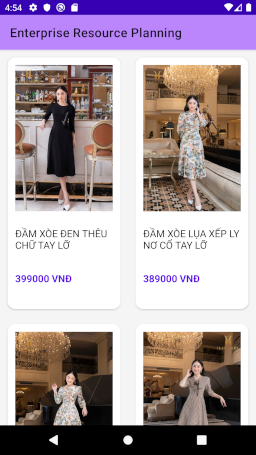 4:54
Enterprise Resource Planning
ĐẦM XÒE ĐEN THÊU
CHỮ TAY LỠ
399000 VNĐ
ĐẦM XÒE LỤA XẾP LY
NƠ CỔ TAY LỠ
389000 VNĐ